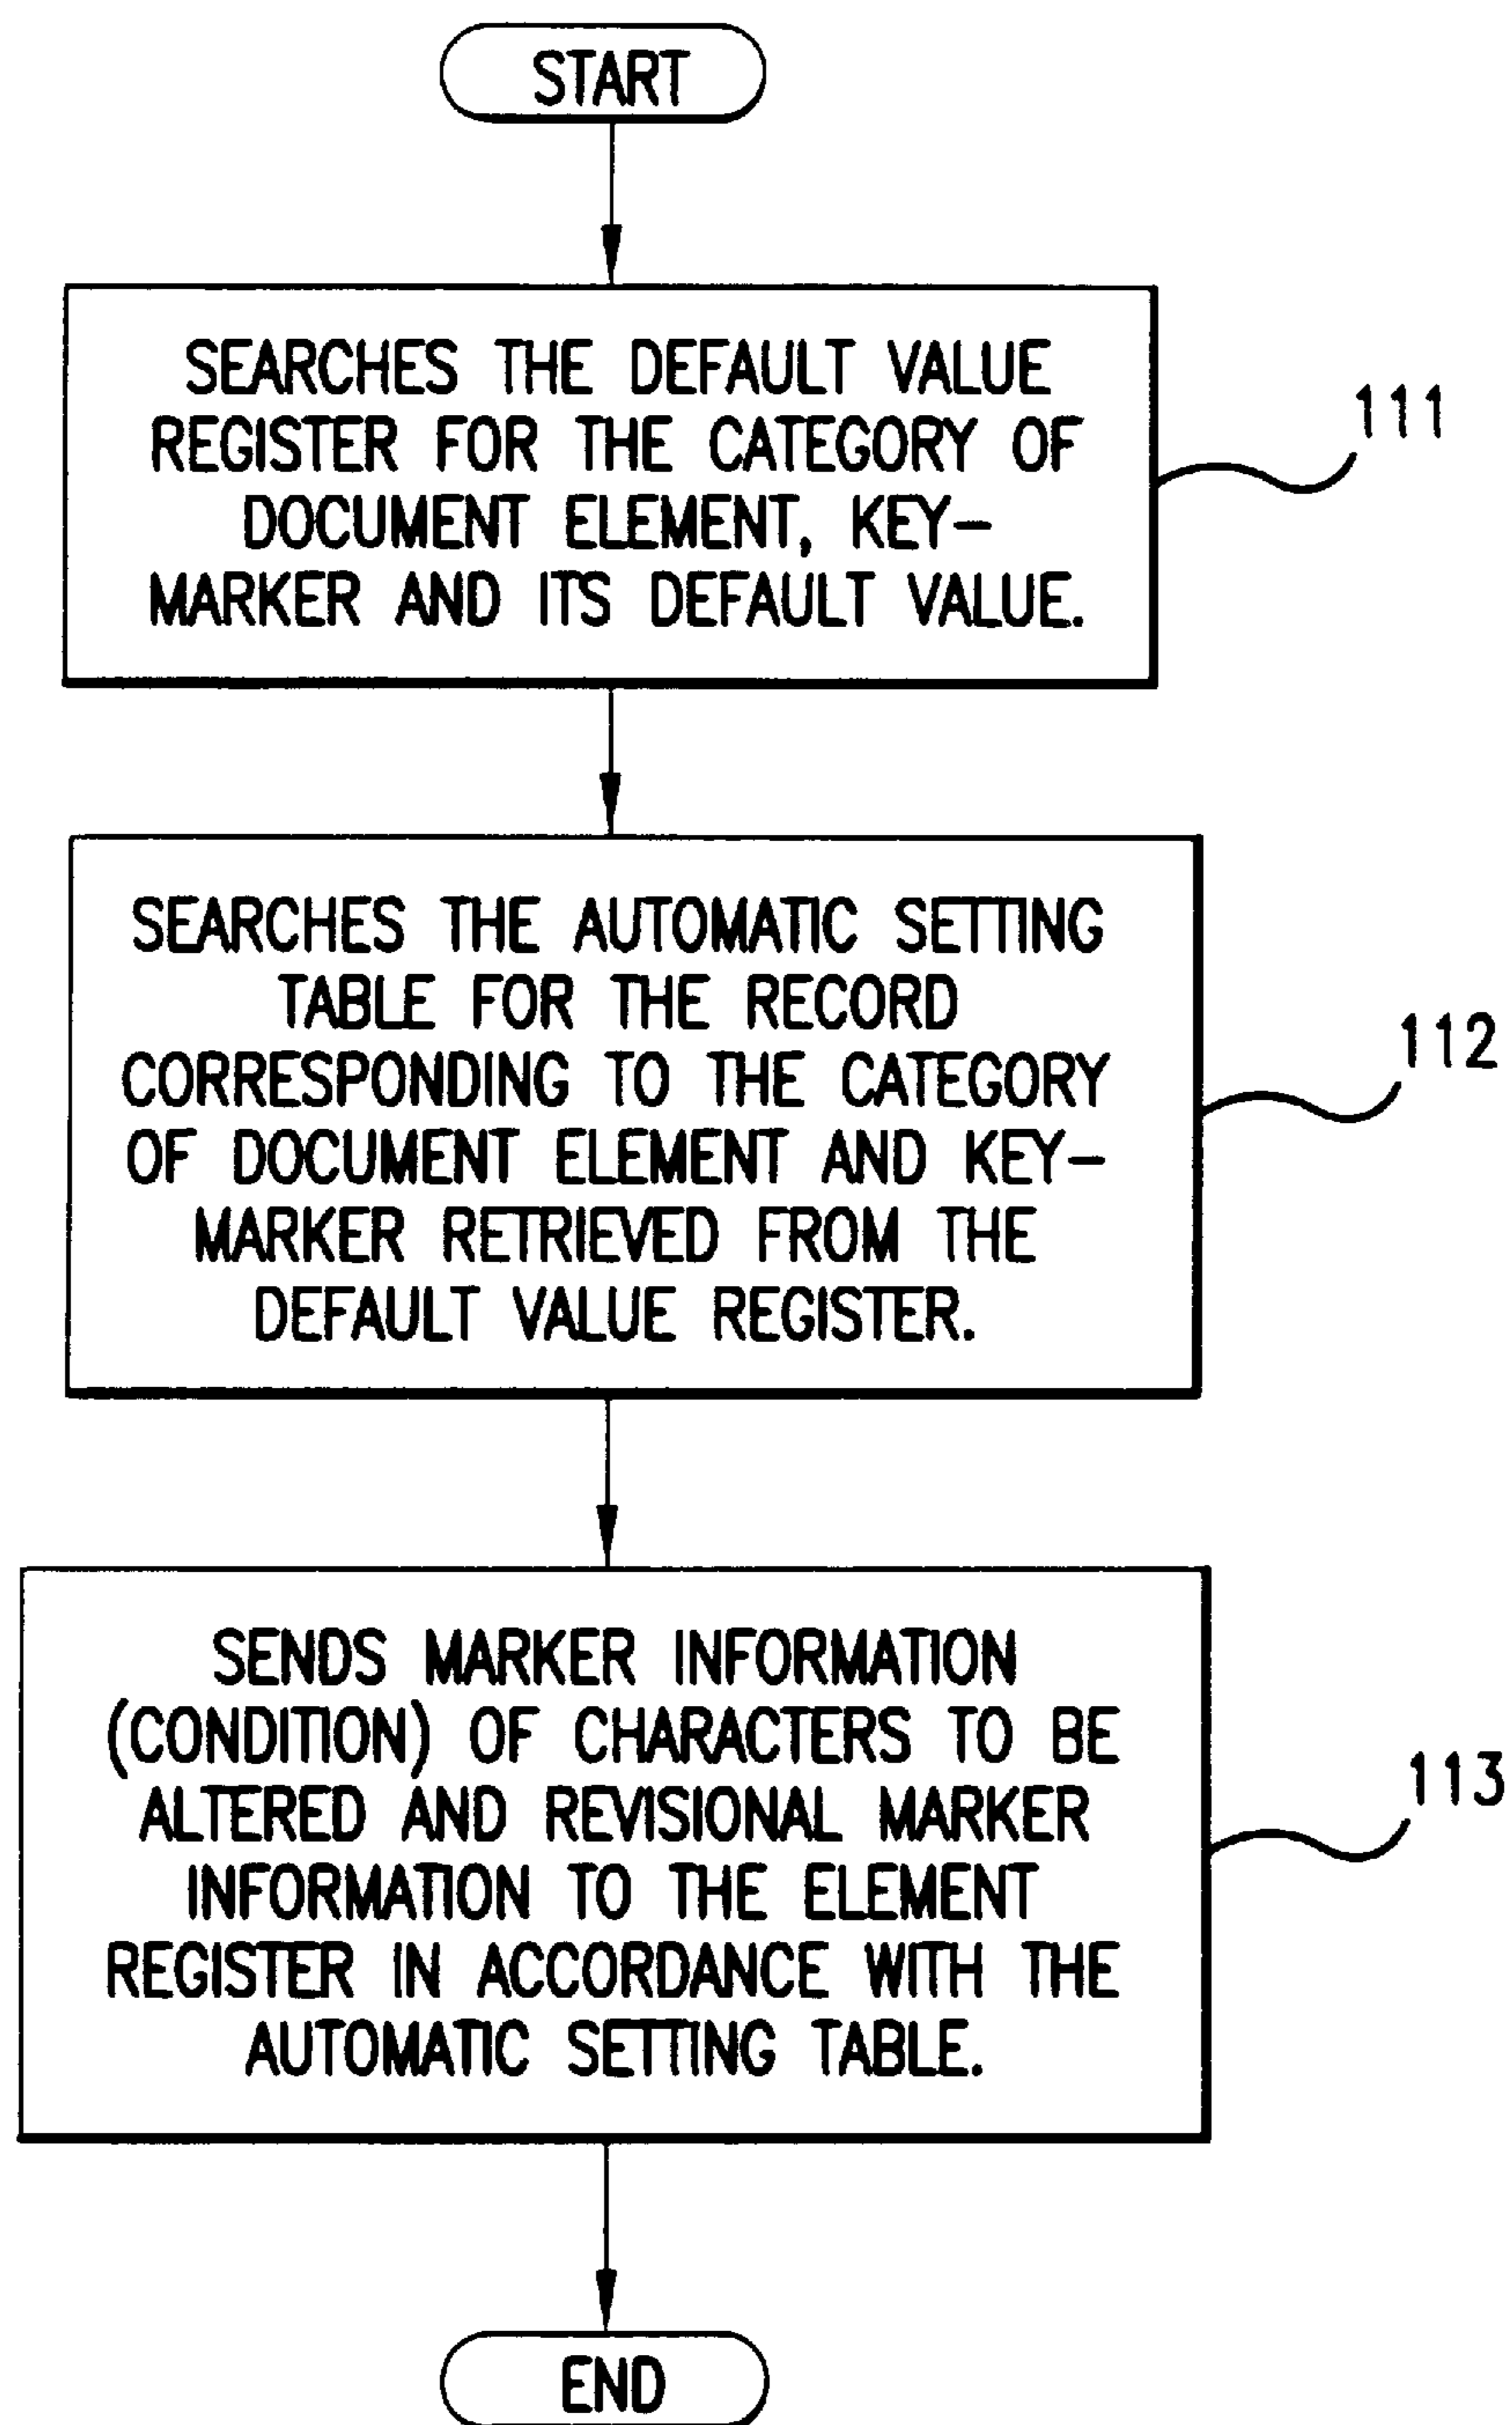 START
SEARCHES THE DEFAULT VALUE
REGISTER FOR THE CATEGORY OF
DOCUMENT ELEMENT, KEY-
MARKER AND ITS DEFAULT VALUE.
111
SEARCHES THE AUTOMATIC SETTING
TABLE FOR THE RECORD
CORRESPONDING TO THE CATEGORY
OF DOCUMENT ELEMENT AND KEY-
MARKER RETRIEVED FROM THE
DEFAULT VALUE REGISTER.
112
SENDS MARKER INFORMATION
(CONDITION) OF CHARACTERS TO BE
ALTERED AND REVISIONAL MARKER
INFORMATION TO THE ELEMENT
REGISTER IN ACCORDANCE WITH THE
AUTOMATIC SETTING TABLE.
113
END